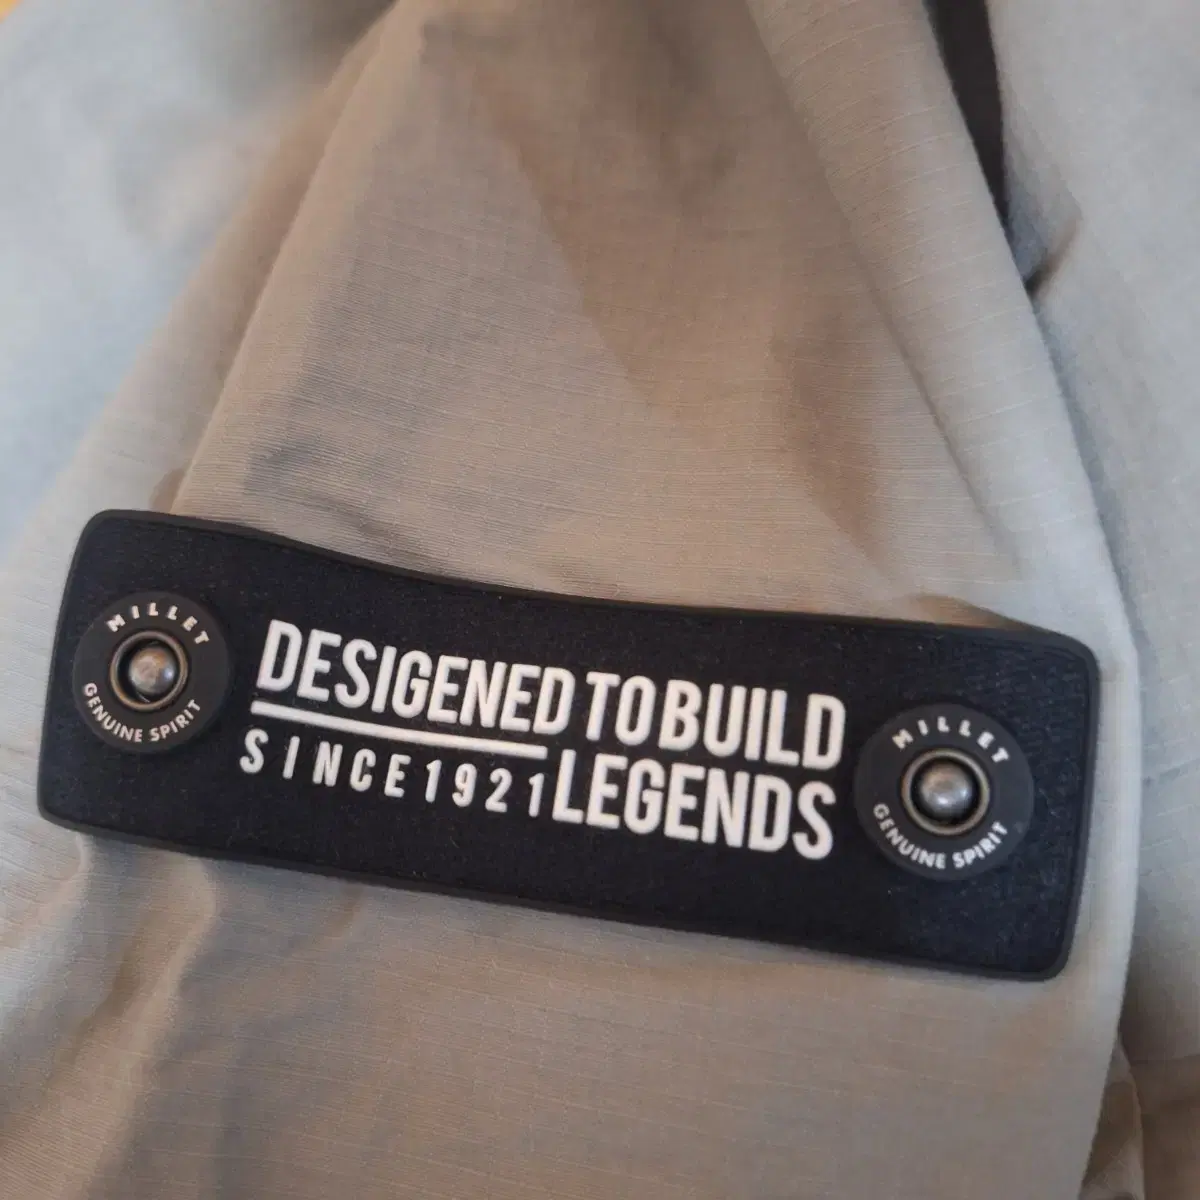 MILLET
GENUINE SPIRIT
DESIGENED TO BUILD
SINCE 1921 LEGENDS
MILLET
GENUINE SPIRIT